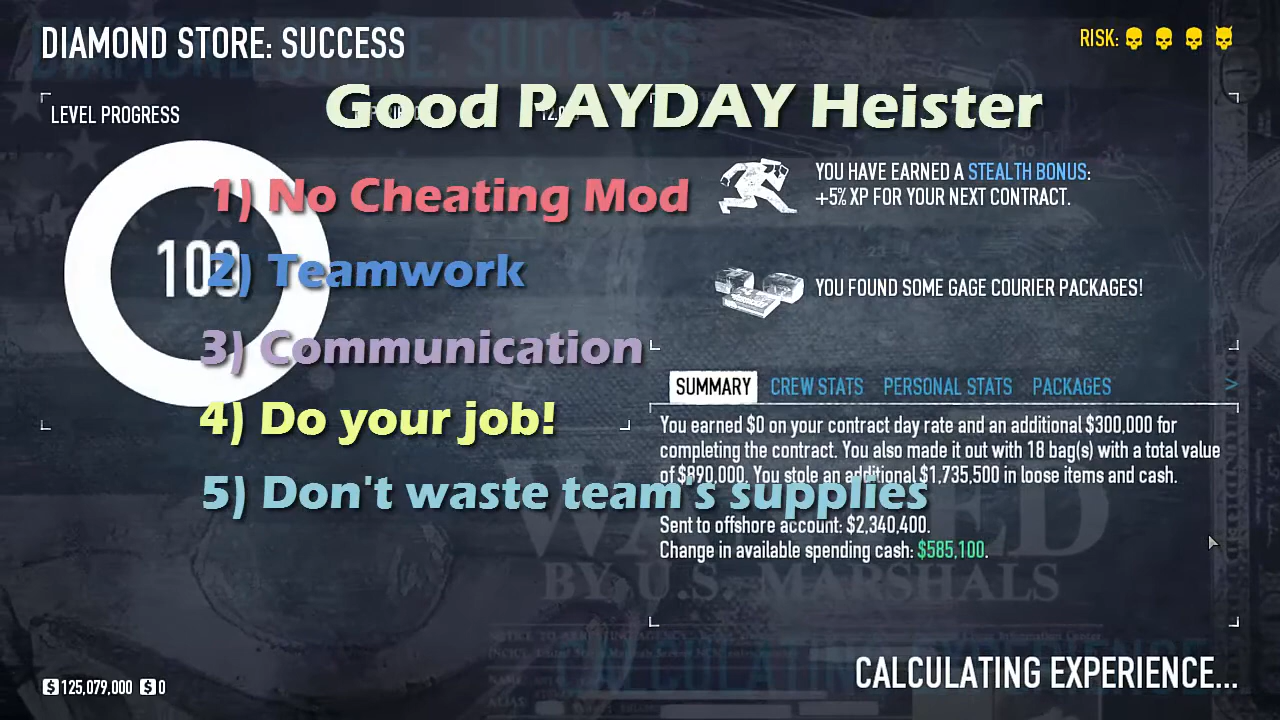 DIAMOND STORE: SUCCESS
RISK:
LEVEL PROGRESS
Good PAYDAY Heister
1) No Cheating Mod
YOU HAVE EARNED A STEALTH BONUS:
+5% XP FOR YOUR NEXT CONTRACT.
2) Teamwork
YOU FOUND SOME GAGE COURIER PACKAGES!
3) Communication
SUMMARY CREW STATS PERSONAL STATS PACKAGES
4) Do your job!
You earned $0 on your contract day rate and an additional $300,000 for
completing the contract. You also made it out with 18 bag(s) with a total value
of $890,000. You stole an additional $1,735,500 in loose items and cash.
5) Don't waste team's supplies
Sent to offshore account: $2,340,400.
Change in available spending cash: $585,100.
WANTED
BY U.S. MARSHALS
CALCULATING EXPERIENCE...
$125,079,000 $0